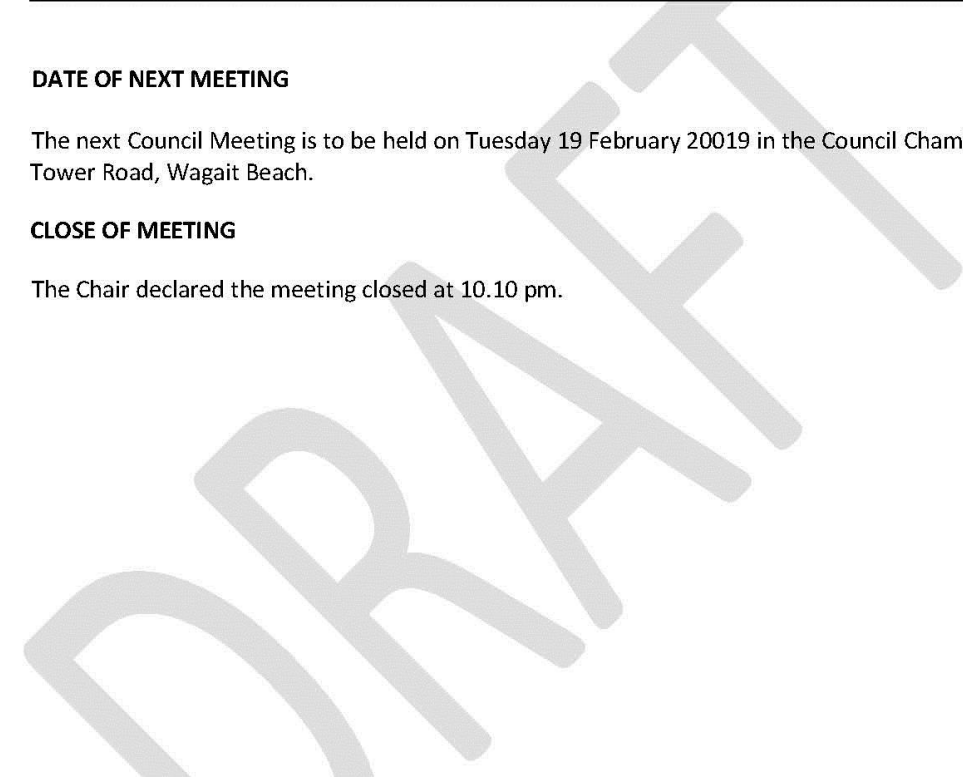 DATE OF NEXT MEETING
The next Council Meeting is to be held on Tuesday 19 February 20019 in the Council Cham
Tower Road, Wagait Beach.
CLOSE OF MEETING
The Chair declared the meeting closed at 10.10 pm.
DRAFT